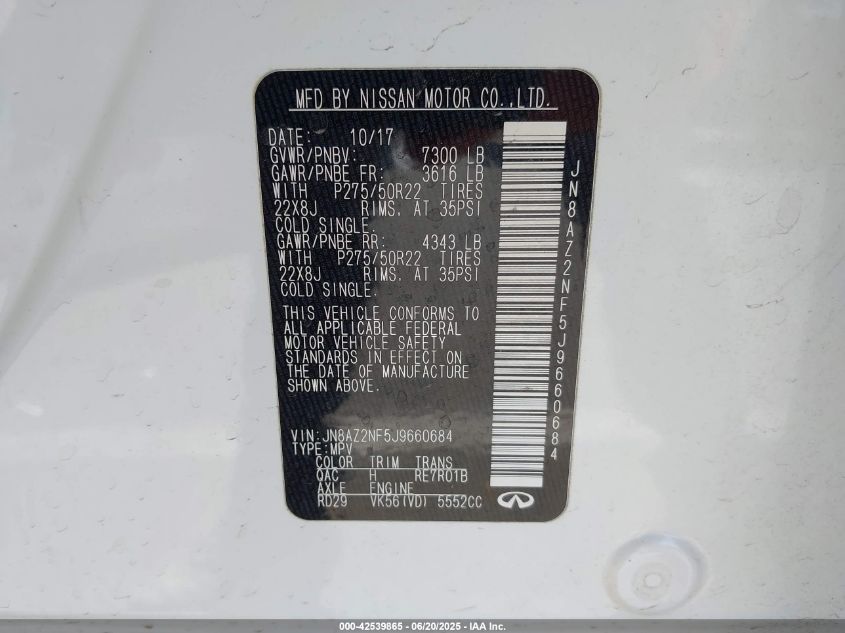 MFD BY NISSAN MOTOR CO.,LTD.
DATE: 10/17
GVWR/PNBV: 7300 LB
GAWR/PNBE FR: 3616 LB
WITH P275/50R22 TIRES
22X8J RIMS. AT 35PSI
COLD SINGLE.
GAWR/PNBE RR: 4343 LB
WITH P275/50R22 TIRES
22X8J RIMS. AT 35PSI
COLD SINGLE.
THIS VEHICLE CONFORMS TO
ALL APPLICABLE FEDERAL
MOTOR VEHICLE SAFETY
STANDARDS IN EFFECT ON
THE DATE OF MANUFACTURE
SHOWN ABOVE.
VIN:JN8AZ2NF5J9660684
TYPE:MPV
COLOR TRIM TRANS
QAC H RE7R01B
AXLE ENGINE
RD29 VK56(VD) 5552CC
JN8AZ2NF5J9660684
000-42539865 - 06/20/2025 - IAA Inc.